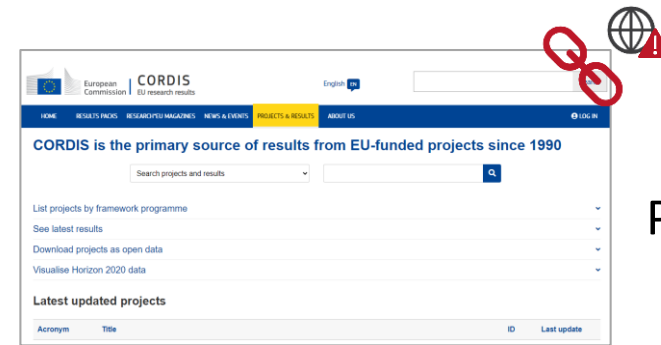 European
Commission
CORDIS
EU research results
English EN
HOME RESULTS PACKS RESEARCH*EU MAGAZINES NEWS & EVENTS PROJECTS & RESULTS ABOUT US LOG IN
CORDIS is the primary source of results from EU-funded projects since 1990
Search projects and results
List projects by framework programme
See latest results
Download projects as open data
Visualise Horizon 2020 data
Latest updated projects
Acronym Title ID Last update